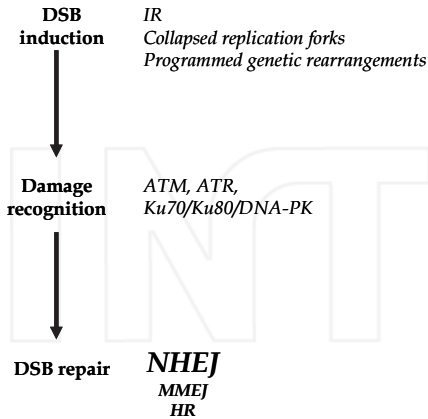 DSB induction
IR
Collapsed replication forks
Programmed genetic rearrangements
Damage recognition
ATM, ATR,
Ku70/Ku80/DNA-PK
DSB repair
NHEJ
MMEJ
HR
INT